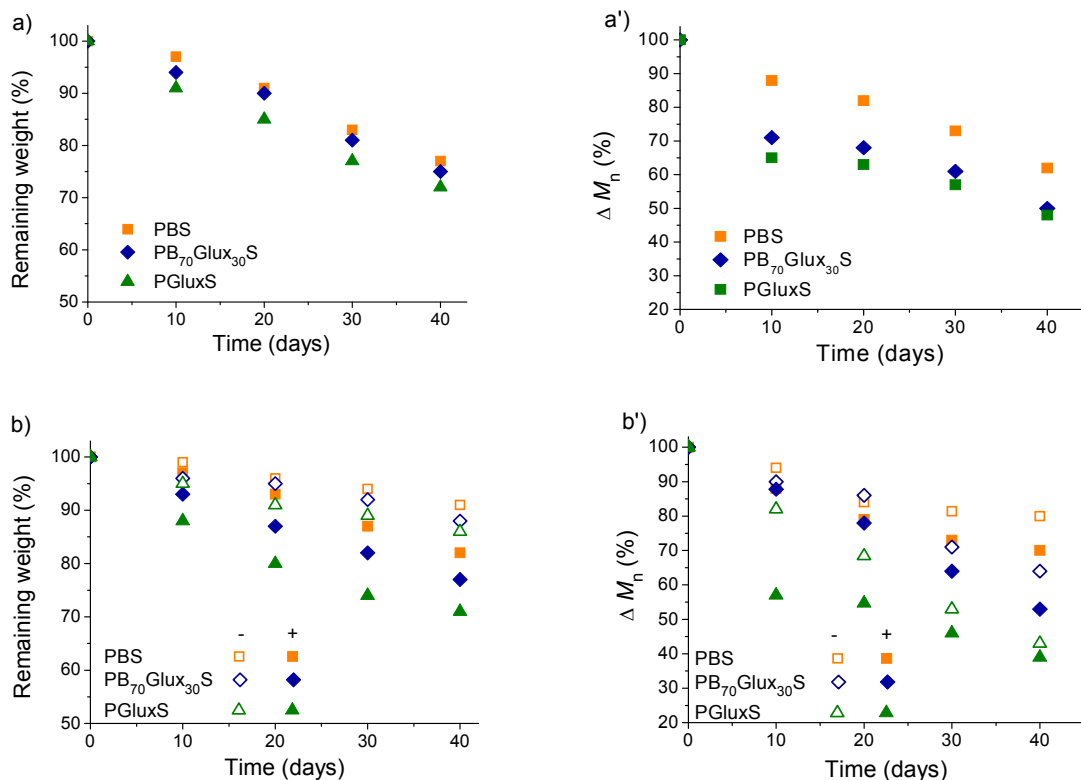 a)
Remaining weight (%)
100
90
80
70
60
50
PBS
PB₇₀Glux₃₀S
PGluxS
0 10 20 30 40
Time (days)
a')
Δ Mn (%)
100
90
80
70
60
50
40
30
20
PBS
PB₇₀Glux₃₀S
PGluxS
0 10 20 30 40
Time (days)
b)
Remaining weight (%)
100
90
80
70
60
50
- +
PBS
PB₇₀Glux₃₀S
PGluxS
0 10 20 30 40
Time (days)
b')
Δ Mn (%)
100
90
80
70
60
50
40
30
20
- +
PBS
PB₇₀Glux₃₀S
PGluxS
0 10 20 30 40
Time (days)